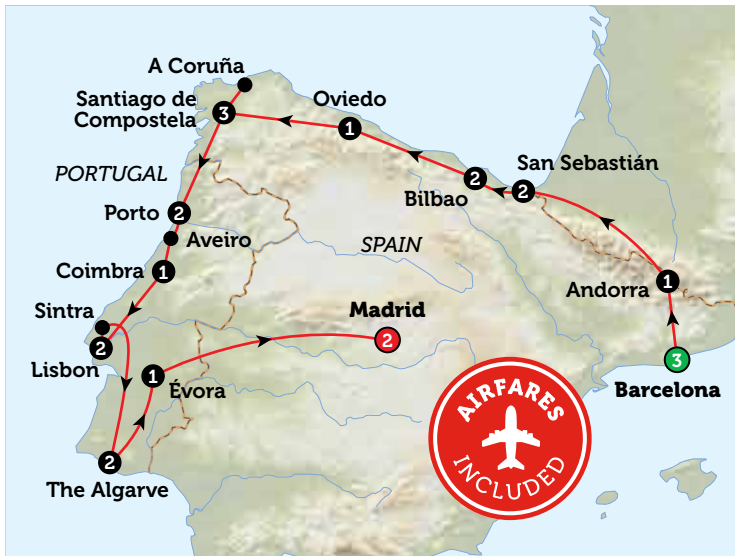 A Coruña
Santiago de
Compostela
3
Oviedo
1
San Sebastián
2
Bilbao
2
PORTUGAL
Porto
2
Aveiro
SPAIN
Coimbra
1
Andorra
1
Sintra
Madrid
2
Lisbon
2
1
Évora
3
Barcelona
AIRFARES
INCLUDED
2
The Algarve